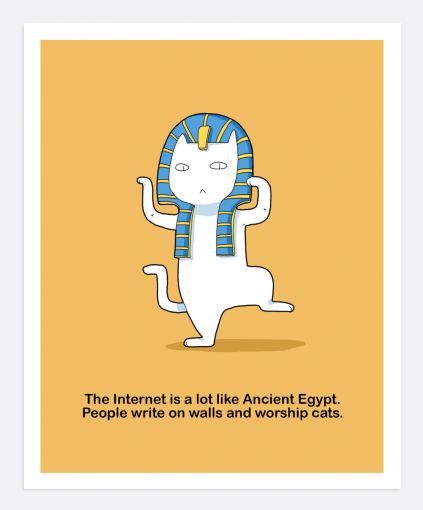 The Internet is a lot like Ancient Egypt.
People write on walls and worship cats.